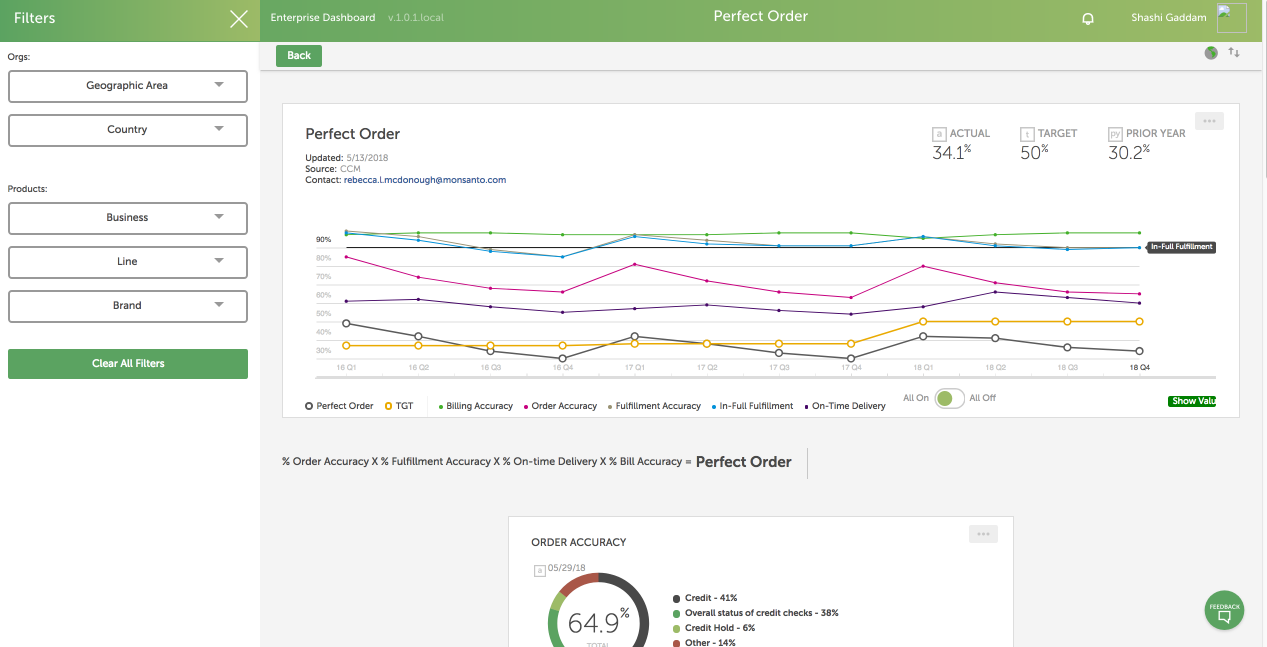 Filters
Enterprise Dashboard v.1.0.1.local
Perfect Order
Shashi Gaddam
Back
Orgs:
Geographic Area
Country
Products:
Business
Line
Brand
Clear All Filters
Perfect Order
Updated: 5/13/2018
Source: CCM
Contact: rebecca.l.mcdonough@monsanto.com
a ACTUAL
34.1%
t TARGET
50%
py PRIOR YEAR
30.2%
90%
80%
70%
60%
50%
40%
30%
In-Full Fulfillment
16 Q1 16 Q2 16 Q3 16 Q4 17 Q1 17 Q2 17 Q3 17 Q4 18 Q1 18 Q2 18 Q3 18 Q4
Perfect Order TGT Billing Accuracy Order Accuracy Fulfillment Accuracy In-Full Fulfillment On-Time Delivery
All On All Off
Show Valu
% Order Accuracy X % Fulfillment Accuracy X % On-time Delivery X % Bill Accuracy = Perfect Order
ORDER ACCURACY
a 05/29/18
64.9%
TOTAL
Credit - 41%
Overall status of credit checks - 38%
Credit Hold - 6%
Other - 14%
FEEDBACK